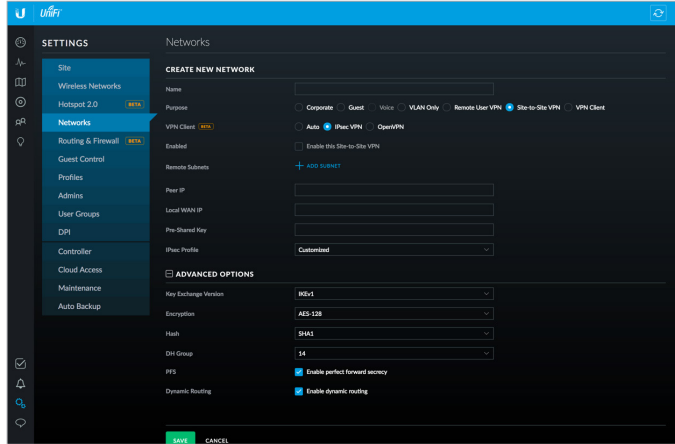 U UniFi
SETTINGS
Site
Wireless Networks
Hotspot 2.0 BETA
Networks
Routing & Firewall BETA
Guest Control
Profiles
Admins
User Groups
DPI
Controller
Cloud Access
Maintenance
Auto Backup
Networks
CREATE NEW NETWORK
Name
Purpose Corporate Guest Voice VLAN Only Remote User VPN Site-to-Site VPN VPN Client
VPN Client BETA Auto IPsec VPN OpenVPN
Enabled Enable this Site-to-Site VPN
Remote Subnets ADD SUBNET
Peer IP
Local WAN IP
Pre-Shared Key
IPsec Profile Customized
ADVANCED OPTIONS
Key Exchange Version IKEv1
Encryption AES-128
Hash SHA1
DH Group 14
PFS Enable perfect forward secrecy
Dynamic Routing Enable dynamic routing
SAVE CANCEL